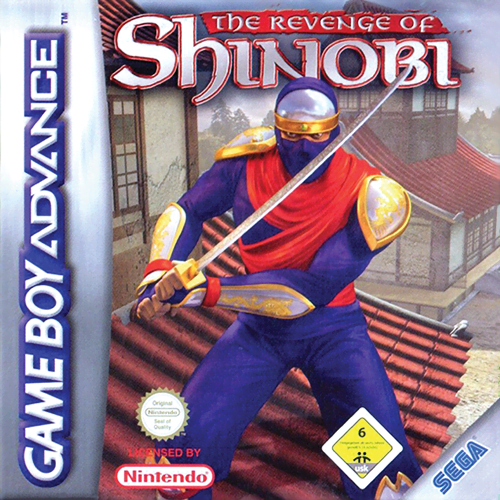 THE REVENGE OF
SHINOBI
GAME BOY ADVANCE
Original
Nintendo
Seal of
Quality
LICENSED BY
Nintendo
6
usk
SEGA